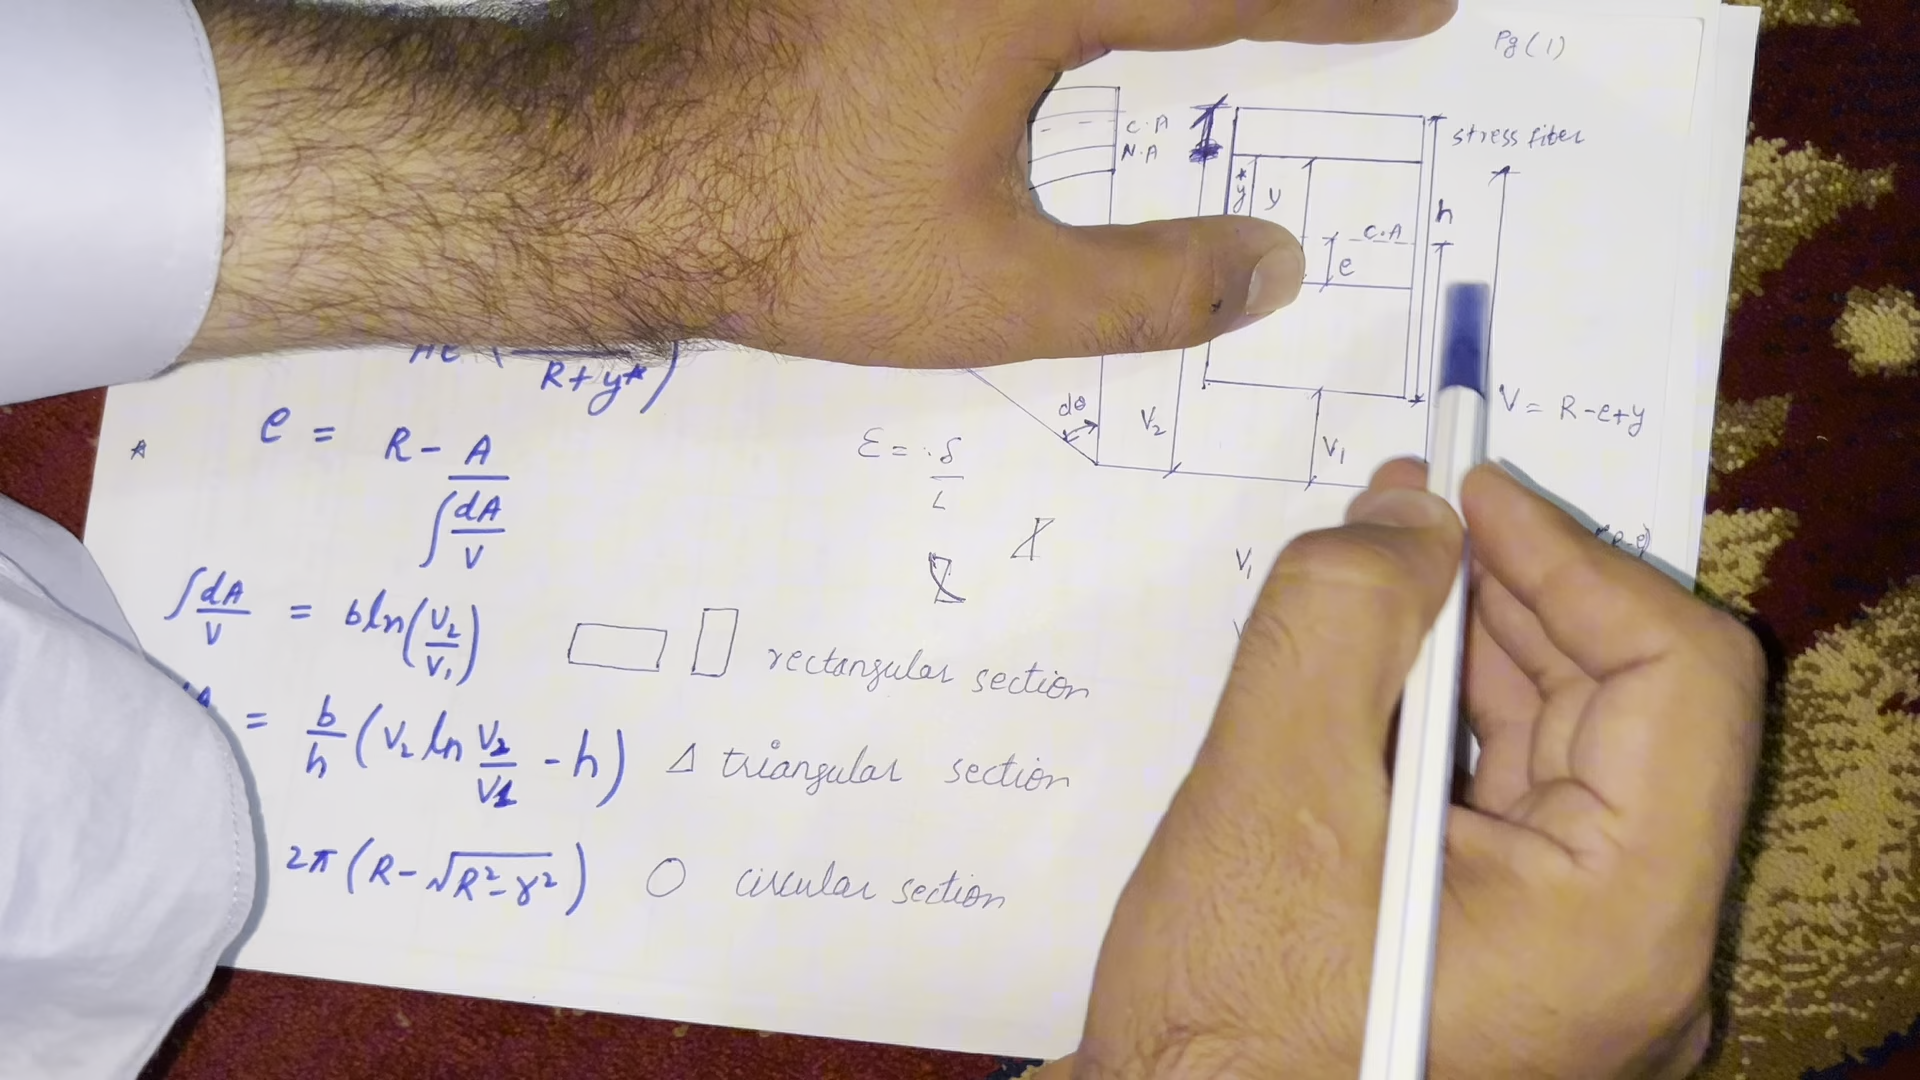 Pg (1)
C.A
N.A
stress fiber
y*
y
h
C.A
e
R+y*)
e = R - A / ∫ dA / V
ε = δ / L
dθ
V₂
V₁
V = R-e+y
V₁
∫ dA / V = b ln (V₂ / V₁) rectangular section
= b / h (V₂ ln V₂ / V1 - h) Δ triangular section
2π (R - √R² - r²) circular section